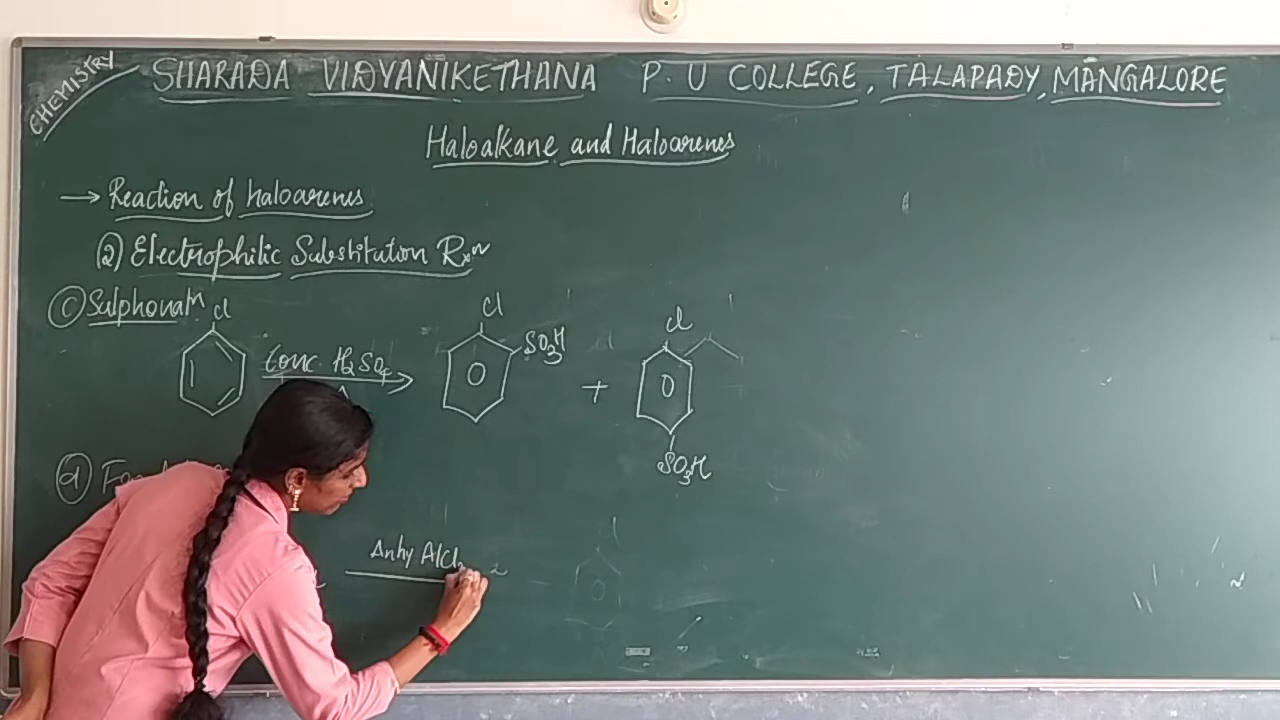 CHEMISTRY
SHARADA VIDYANIKETHANA P. U COLLEGE, TALAPADY, MANGALORE
Haloalkane and Haloarenes
→ Reaction of haloarenes
(2) Electrophilic Substitution Rxn
(c) Sulphonatn
Cl
Conc. H2SO4
Cl
SO3H
+
Cl
SO3H
(d)
Anhy AlCl3